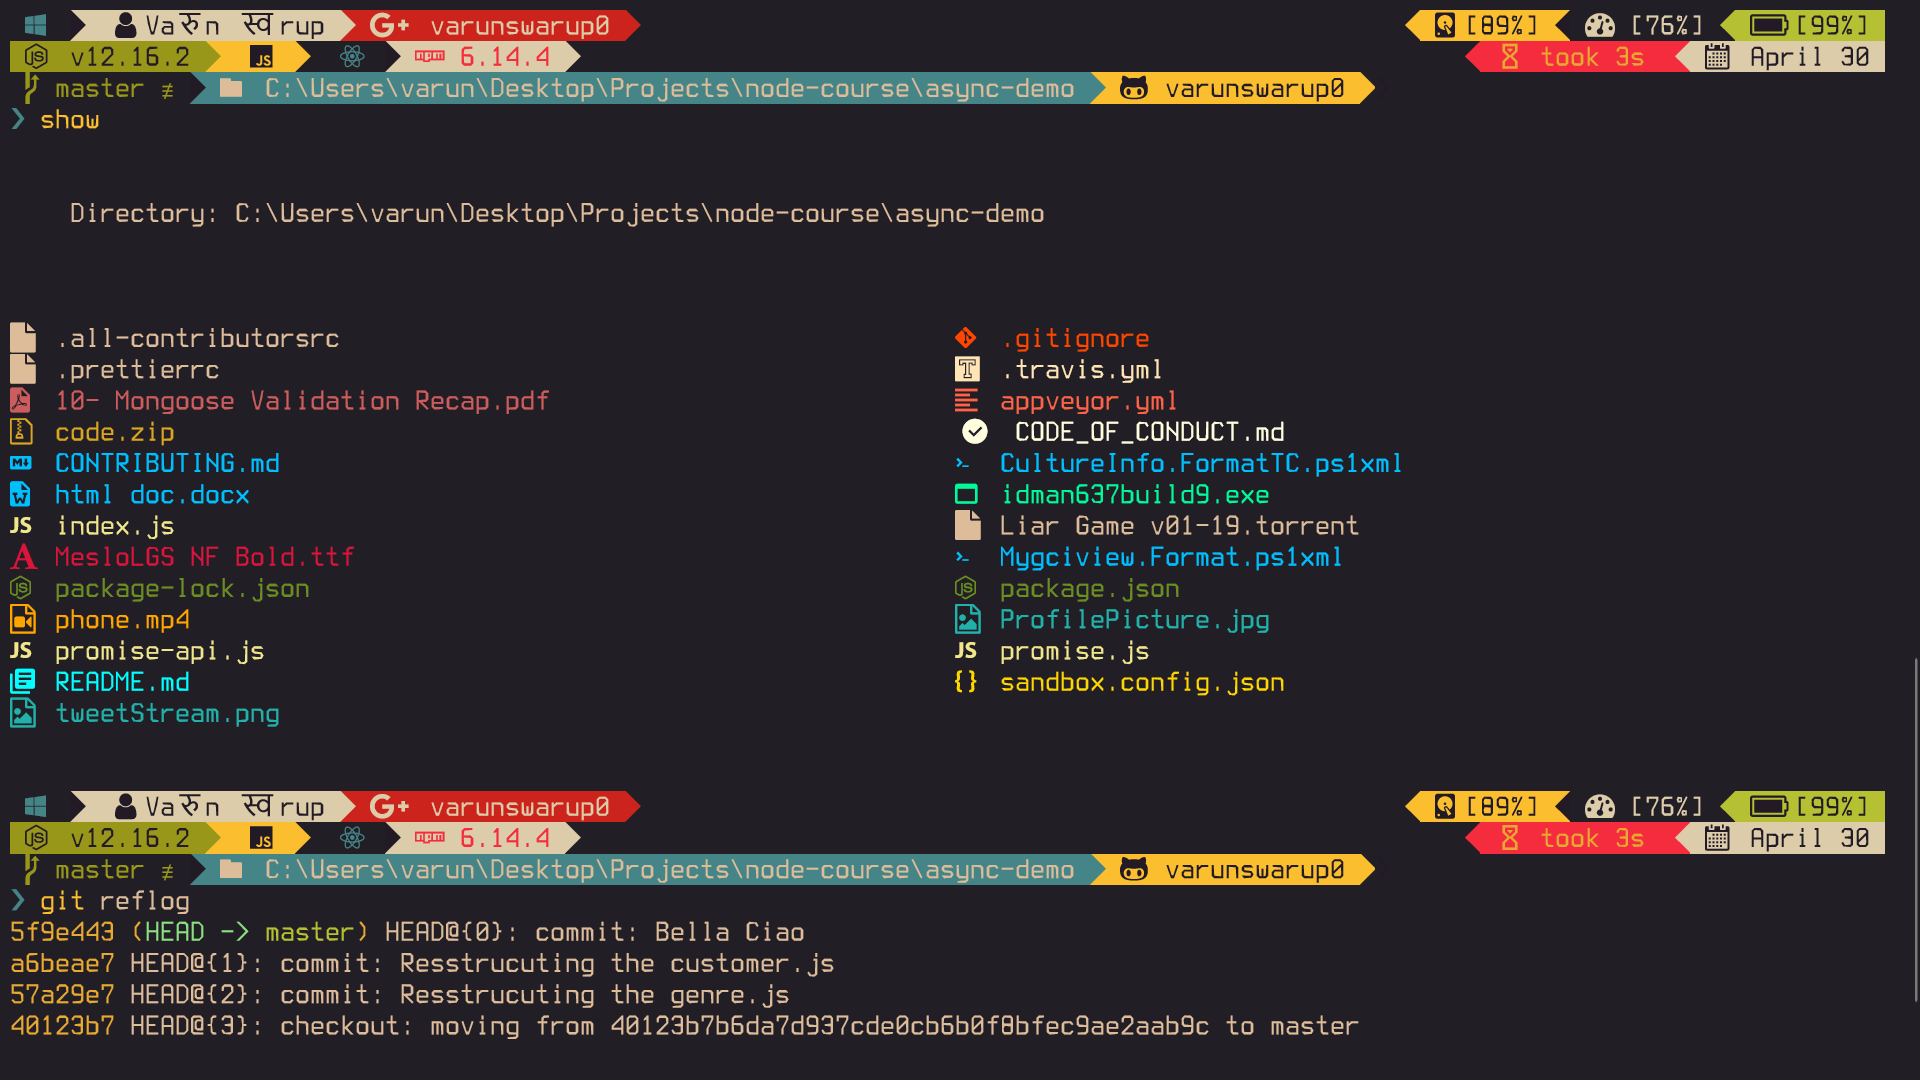 Vaरुn स्वrup G+ varunswarup0 [89%] [76%] [99%]
JS v12.16.2 JS npm 6.14.4 took 3s April 30
master ≢ C:\Users\varun\Desktop\Projects\node-course\async-demo varunswarup0
❯ show
Directory: C:\Users\varun\Desktop\Projects\node-course\async-demo
.all-contributorsrc .gitignore
.prettierrc T .travis.yml
10- Mongoose Validation Recap.pdf appveyor.yml
code.zip CODE_OF_CONDUCT.md
M↓ CONTRIBUTING.md >_ CultureInfo.FormatTC.ps1xml
W html doc.docx idman637build9.exe
JS index.js Liar Game v01-19.torrent
A MesloLGS NF Bold.ttf >_ Mygciview.Format.ps1xml
JS package-lock.json JS package.json
phone.mp4 ProfilePicture.jpg
JS promise-api.js JS promise.js
README.md {} sandbox.config.json
tweetStream.png
Vaरुn स्वrup G+ varunswarup0 [89%] [76%] [99%]
JS v12.16.2 JS npm 6.14.4 took 3s April 30
master ≢ C:\Users\varun\Desktop\Projects\node-course\async-demo varunswarup0
❯ git reflog
5f9e443 (HEAD -> master) HEAD@{0}: commit: Bella Ciao
a6beae7 HEAD@{1}: commit: Resstrucuting the customer.js
57a29e7 HEAD@{2}: commit: Resstrucuting the genre.js
40123b7 HEAD@{3}: checkout: moving from 40123b7b6da7d937cde0cb6b0f8bfec9ae2aab9c to master